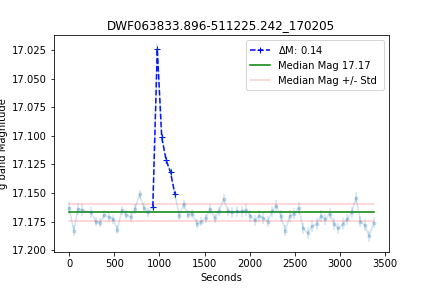 DWF063833.896-511225.242_170205
ΔM: 0.14
Median Mag 17.17
Median Mag +/- Std
17.025
17.050
17.075
17.100
17.125
17.150
17.175
17.200
g Band Magnitude
0
500
1000
1500
2000
2500
3000
3500
Seconds